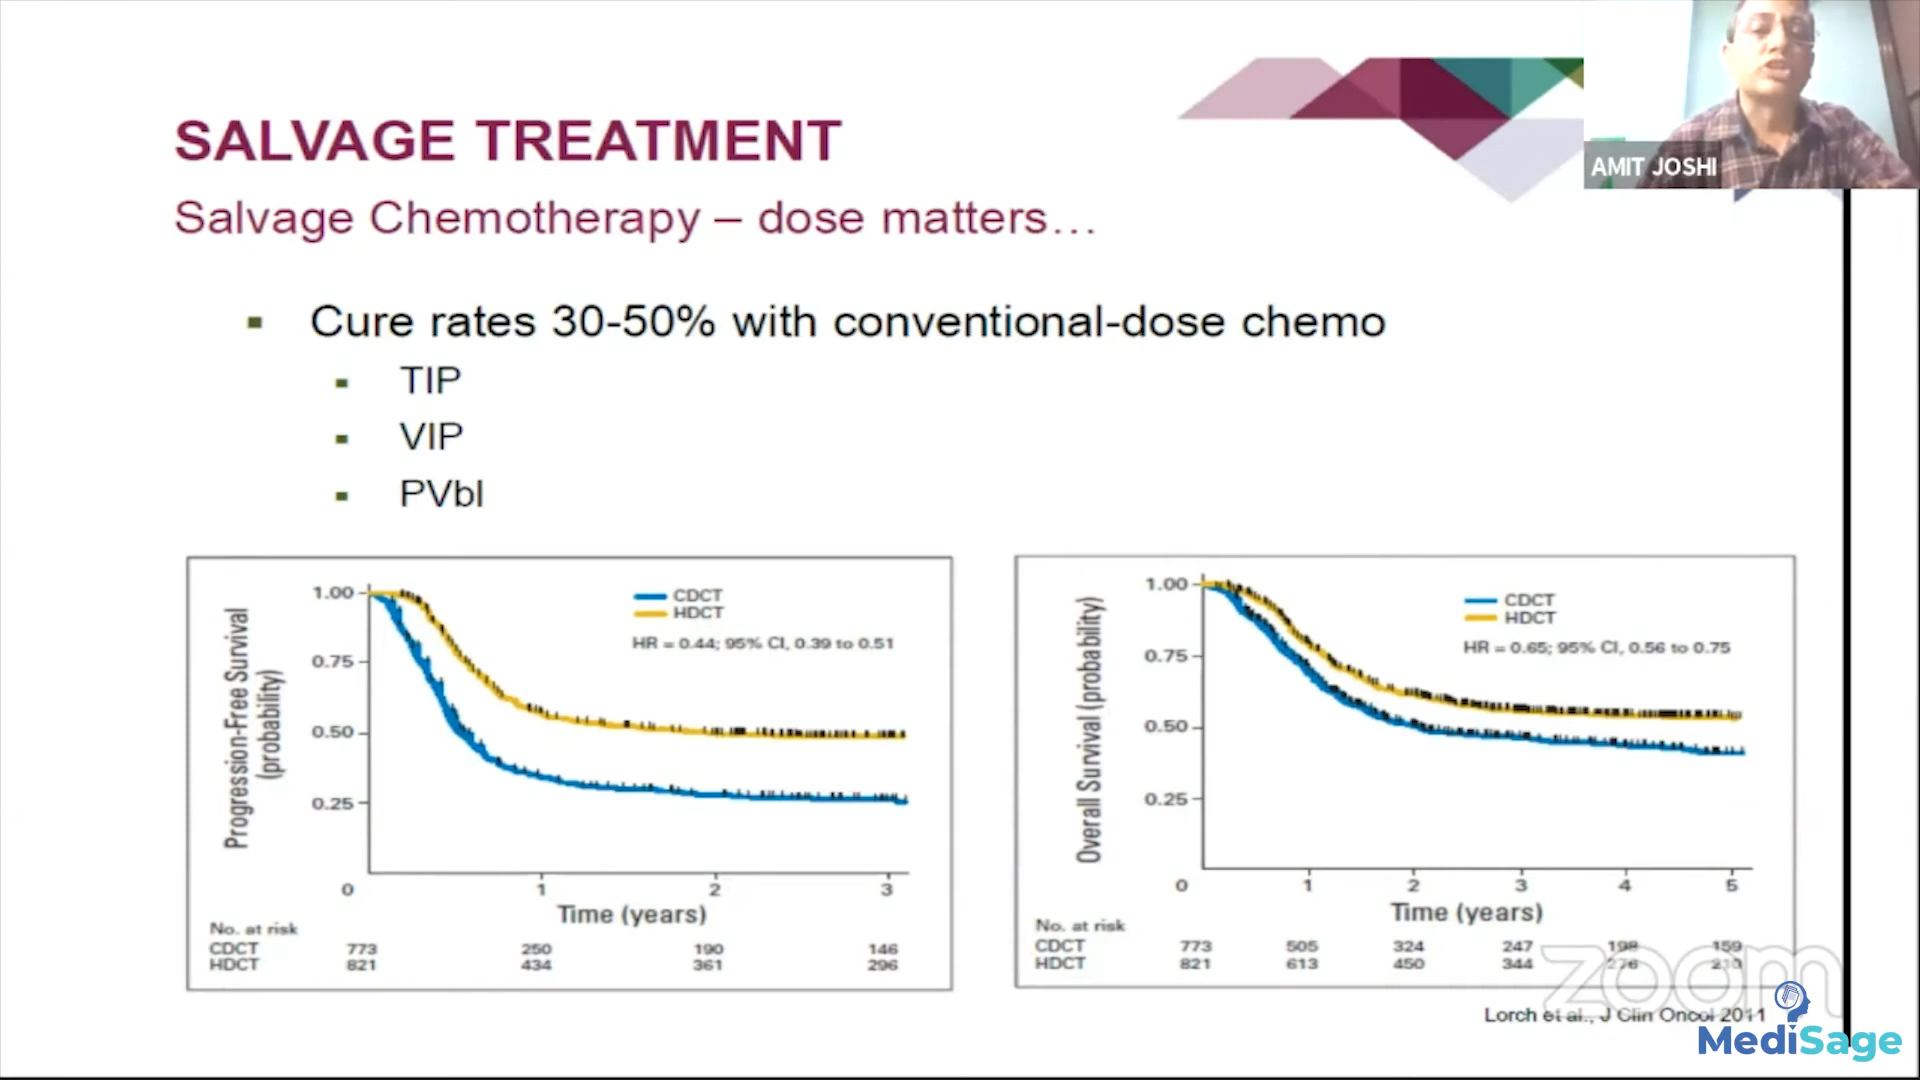 AMIT JOSHI
SALVAGE TREATMENT
Salvage Chemotherapy – dose matters…
▪ Cure rates 30-50% with conventional-dose chemo
▪ TIP
▪ VIP
▪ PVbI
Progression-Free Survival
(probability)
1.00
0.75
0.50
0.25
0 1 2 3
CDCT
HDCT
HR = 0.44; 95% CI, 0.39 to 0.51
Time (years)
No. at risk
CDCT 773 250 190 146
HDCT 821 434 361 296
Overall Survival (probability)
1.00
0.75
0.50
0.25
0 1 2 3 4 5
CDCT
HDCT
HR = 0.65; 95% CI, 0.56 to 0.75
Time (years)
No. at risk
CDCT 773 505 324 247 198 159
HDCT 821 613 450 344 276 210
zoom
Lorch et al., J Clin Oncol 2011
MediSage